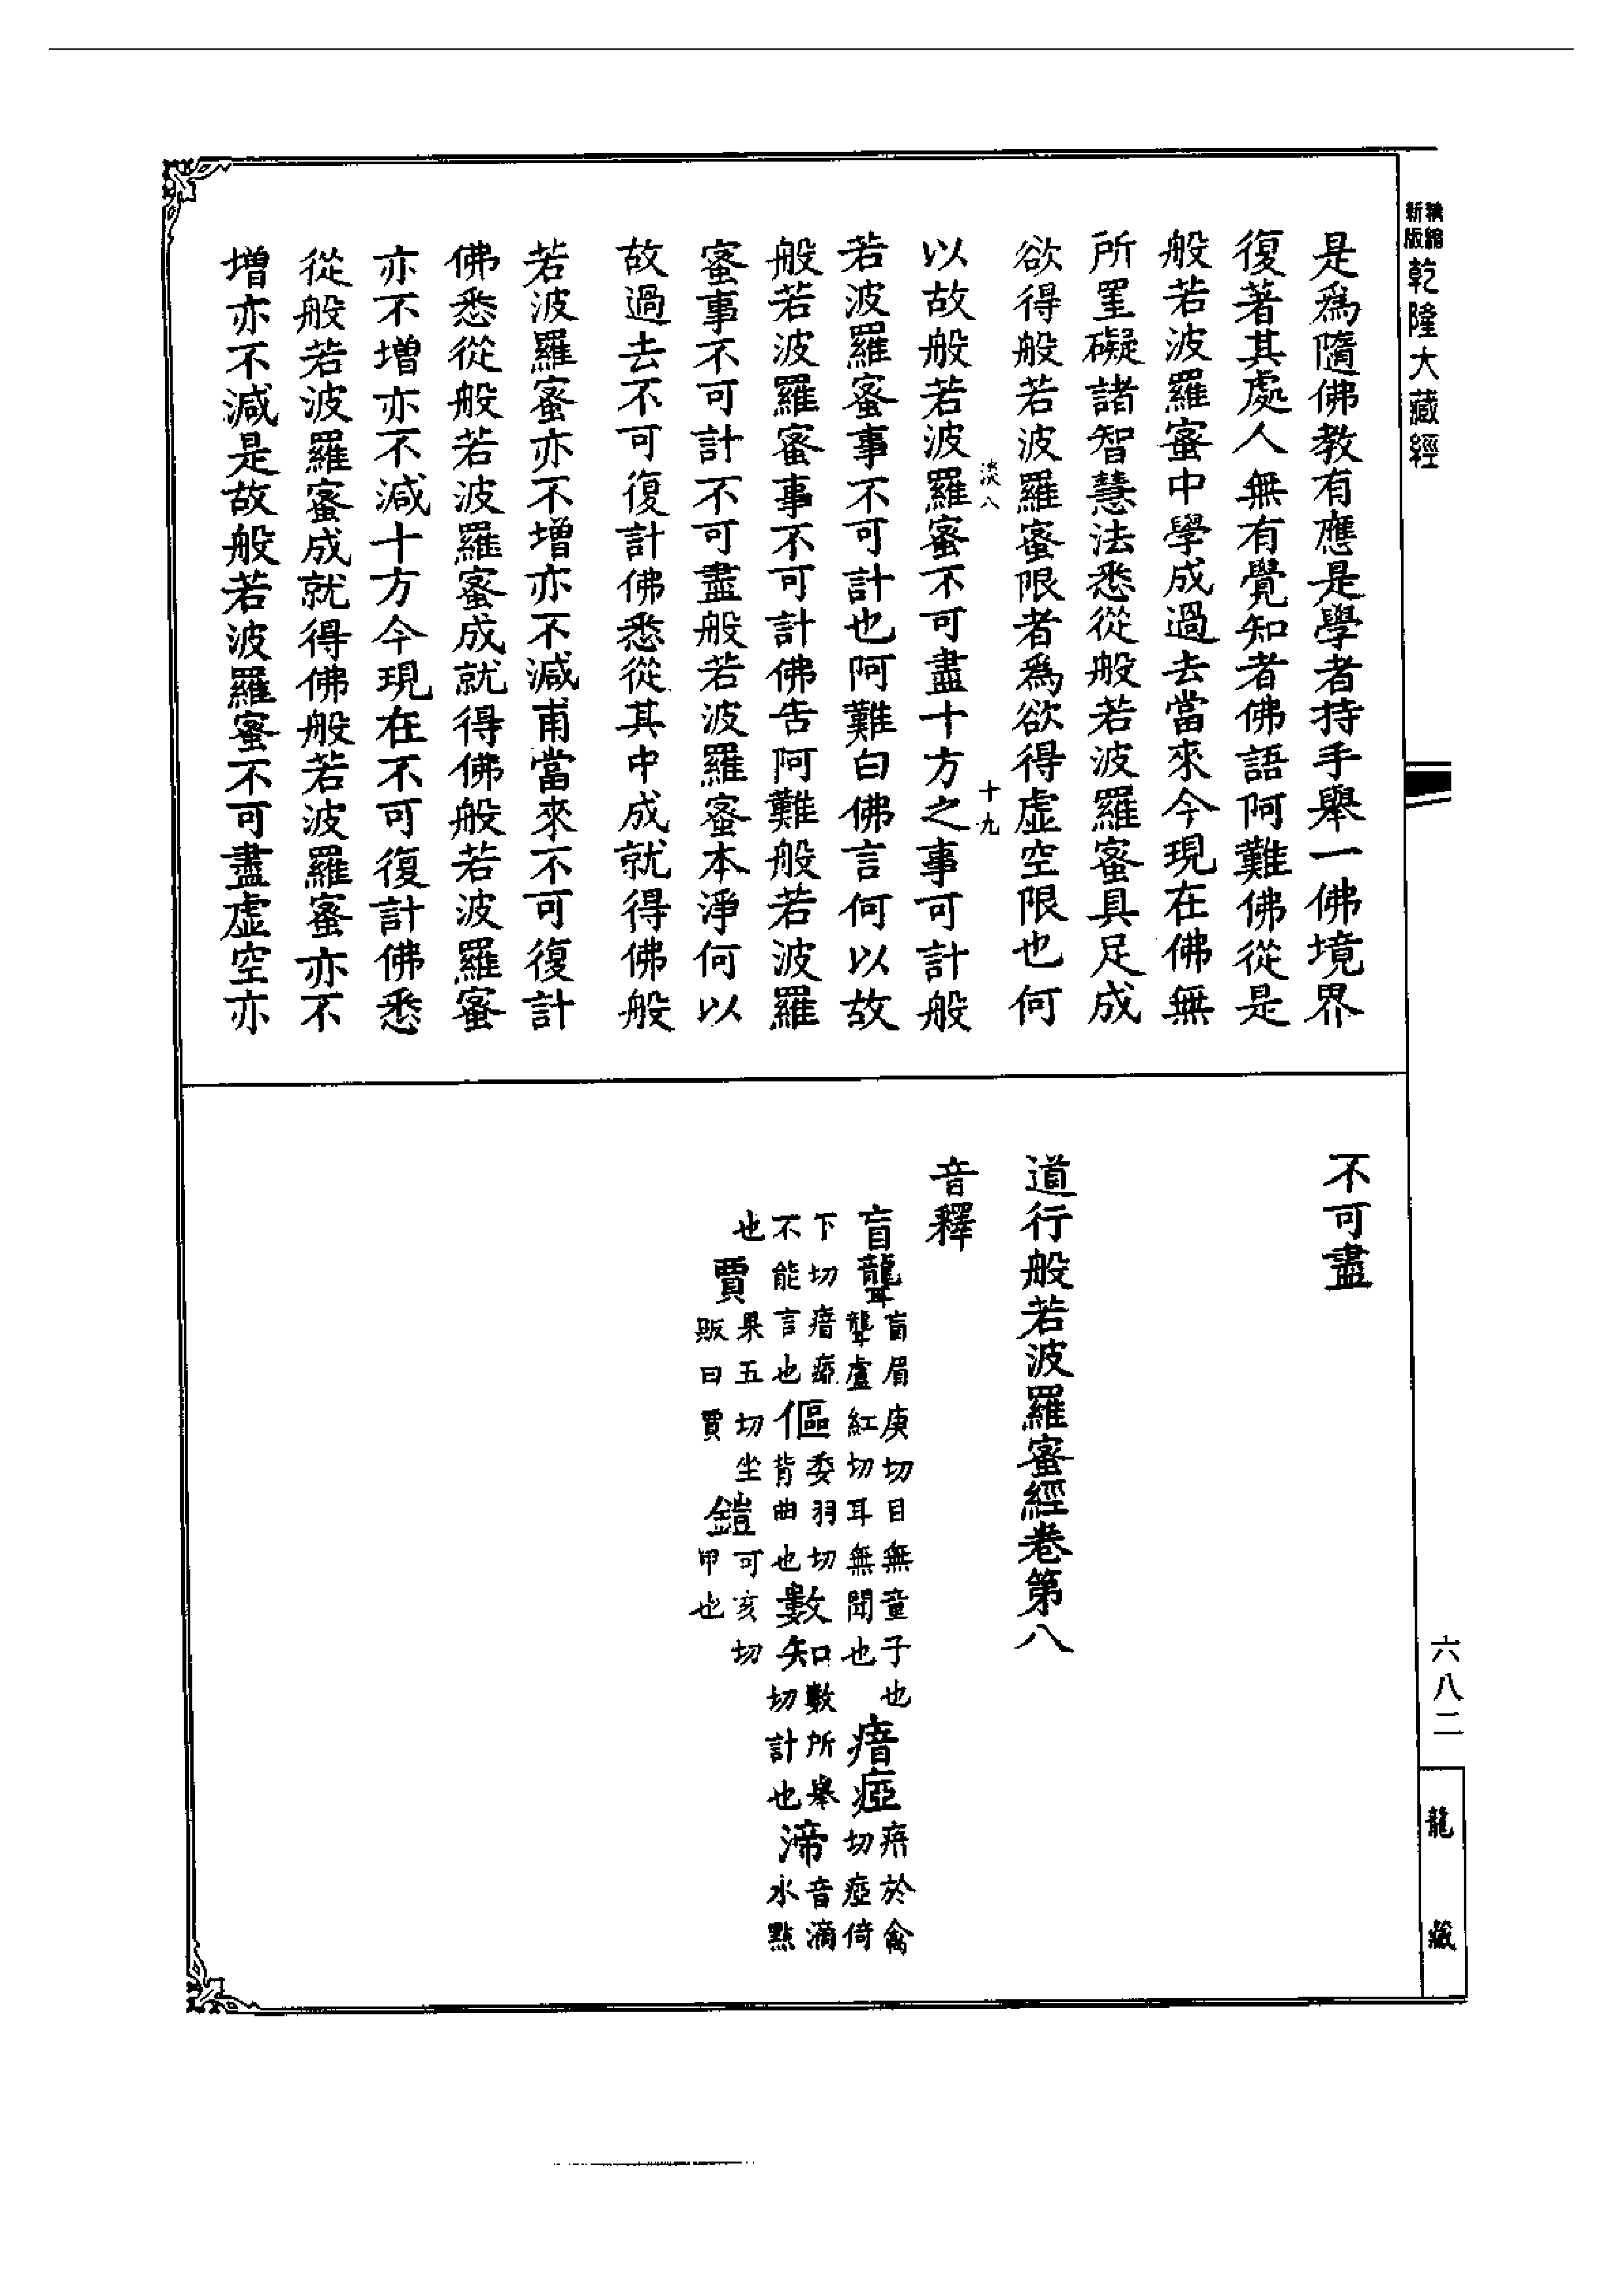 精縮新版
乾隆大藏經
是爲隨佛教有應是學者持手舉一佛境界
復著其處人無有覺知者佛語阿難佛從是
般若波羅蜜中學成過去當來今現在佛無
所罣礙諸智慧法悉從般若波羅蜜具足成
欲得般若波羅蜜限者爲欲得虛空限也何
淡八 十九
以故般若波羅蜜不可盡十方之事可計般
若波羅蜜事不可計也阿難白佛言何以故
般若波羅蜜事不可計佛告阿難般若波羅
蜜事不可計不可盡般若波羅蜜本淨何以
故過去不可復計佛悉從其中成就得佛般
若波羅蜜亦不增亦不減甫當來不可復計
佛悉從般若波羅蜜成就得佛般若波羅蜜
亦不增亦不減十方今現在不可復計佛悉
從般若波羅蜜成就得佛般若波羅蜜亦不
增亦不減是故般若波羅蜜不可盡虛空亦
不可盡
道行般若波羅蜜經卷第八
音釋
盲聾盲眉庚切目無童子也聾盧紅切耳無聞也瘖瘂瘖於禽切瘂倚
下切瘖瘂不能言也傴委羽切背曲也數知數所舉切計也渧音滴水點
也賈果五切坐販曰賈鎧可亥切甲也
六八二
龍藏